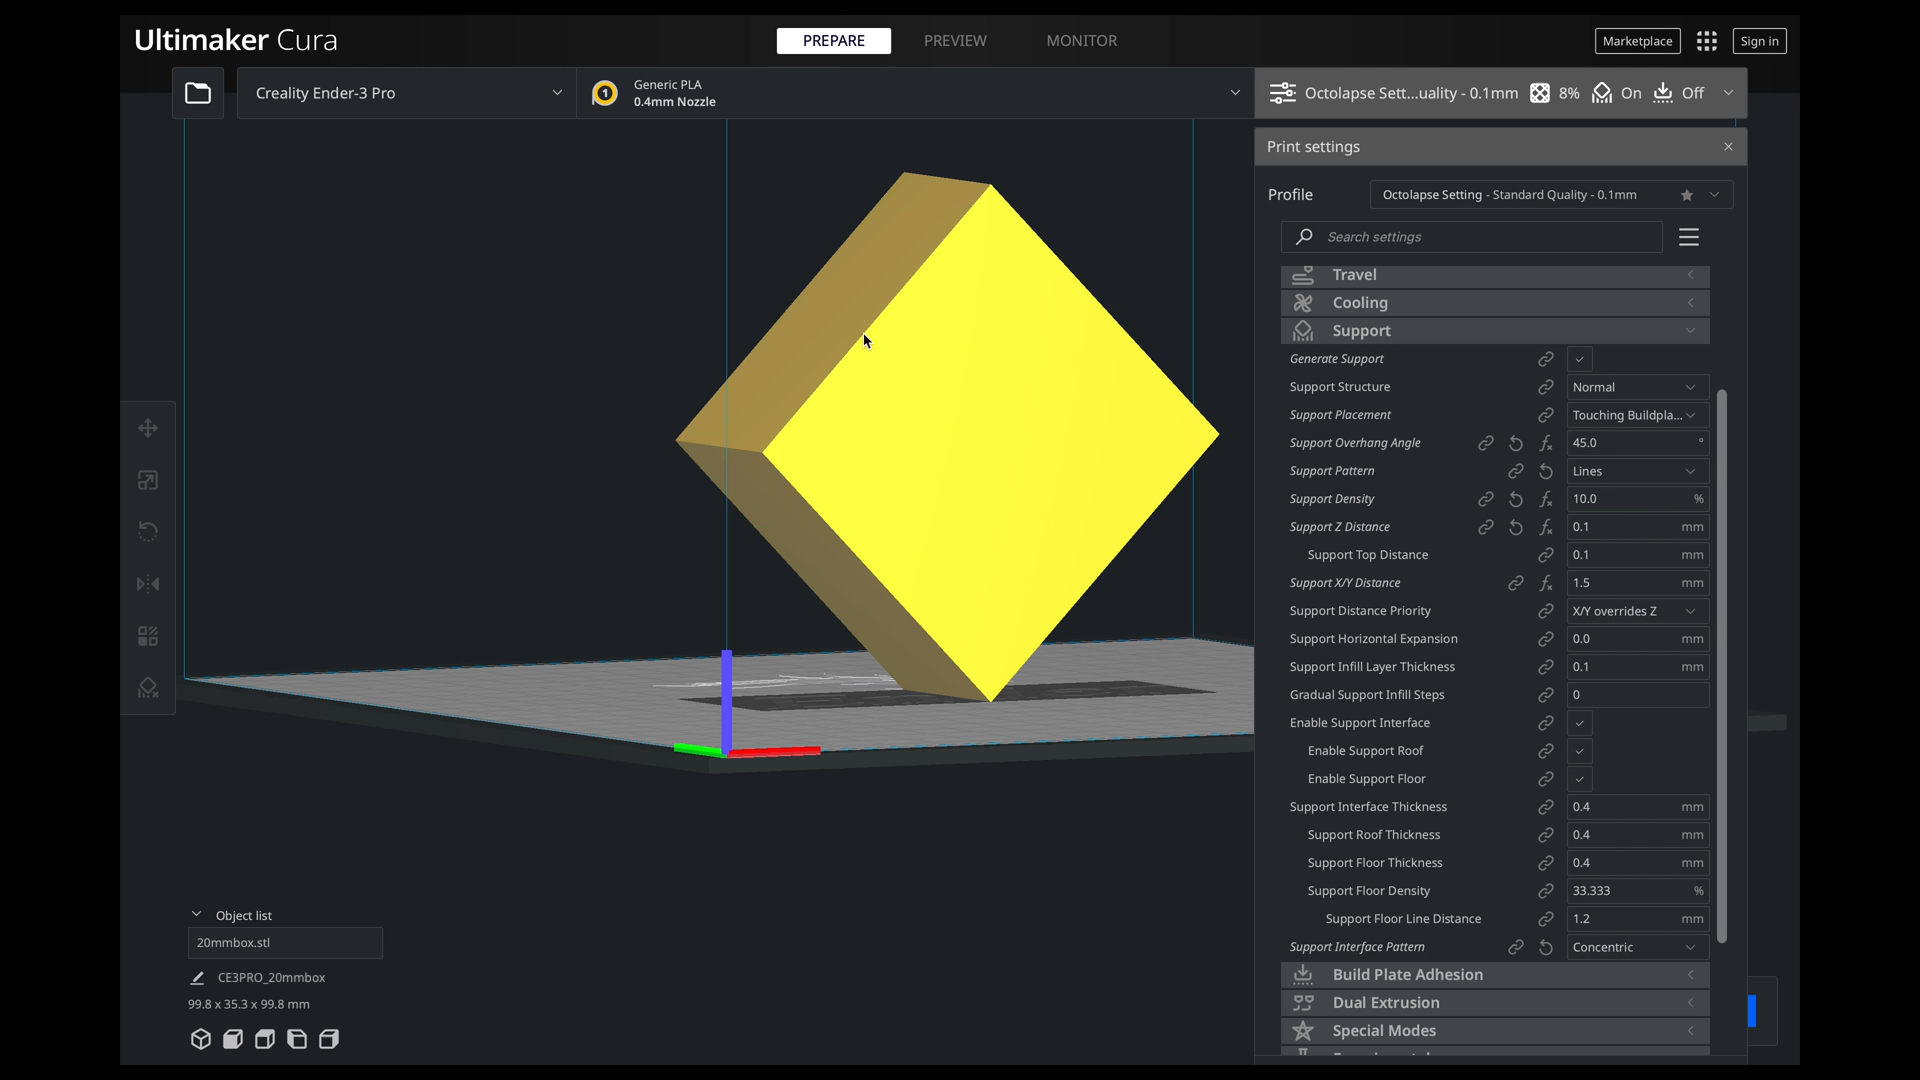 Ultimaker Cura
PREPARE
PREVIEW
MONITOR
Marketplace
Sign in
Creality Ender-3 Pro
1
Generic PLA
0.4mm Nozzle
Octolapse Sett...uality - 0.1mm
8%
On
Off
Print settings
Profile
Octolapse Setting - Standard Quality - 0.1mm
Search settings
Travel
Cooling
Support
Generate Support
Support Structure Normal
Support Placement Touching Buildpla...
Support Overhang Angle 45.0 °
Support Pattern Lines
Support Density 10.0 %
Support Z Distance 0.1 mm
Support Top Distance 0.1 mm
Support X/Y Distance 1.5 mm
Support Distance Priority X/Y overrides Z
Support Horizontal Expansion 0.0 mm
Support Infill Layer Thickness 0.1 mm
Gradual Support Infill Steps 0
Enable Support Interface
Enable Support Roof
Enable Support Floor
Support Interface Thickness 0.4 mm
Support Roof Thickness 0.4 mm
Support Floor Thickness 0.4 mm
Support Floor Density 33.333 %
Support Floor Line Distance 1.2 mm
Support Interface Pattern Concentric
Build Plate Adhesion
Dual Extrusion
Special Modes
Object list
20mmbox.stl
CE3PRO_20mmbox
99.8 x 35.3 x 99.8 mm